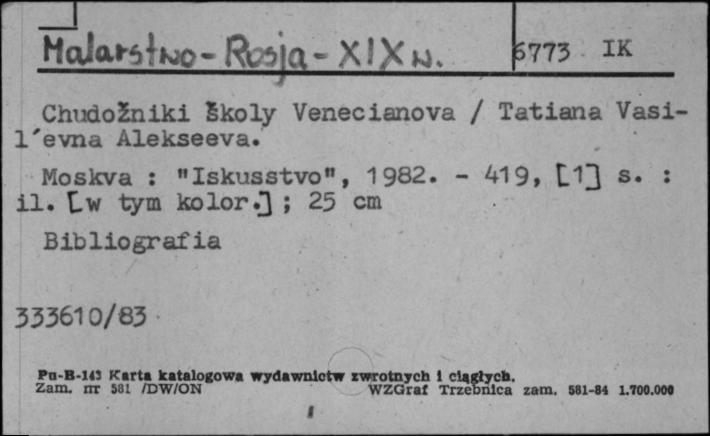 Malarstwo - Rosja - XIX w.
6773 IK
Chudožniki školy Venecianova / Tatiana Vasi-
l´evna Alekseeva.
Moskva : "Iskusstvo", 1982. - 419, [1] s. :
il. [w tym kolor.] ; 25 cm
Bibliografia
333610/83
Pu-B-143 Karta katalogowa wydawnictw zwrotnych i ciągłych.
Zam. nr 581 /DW/ON WZGraf Trzebnica zam. 581-84 1.700.000